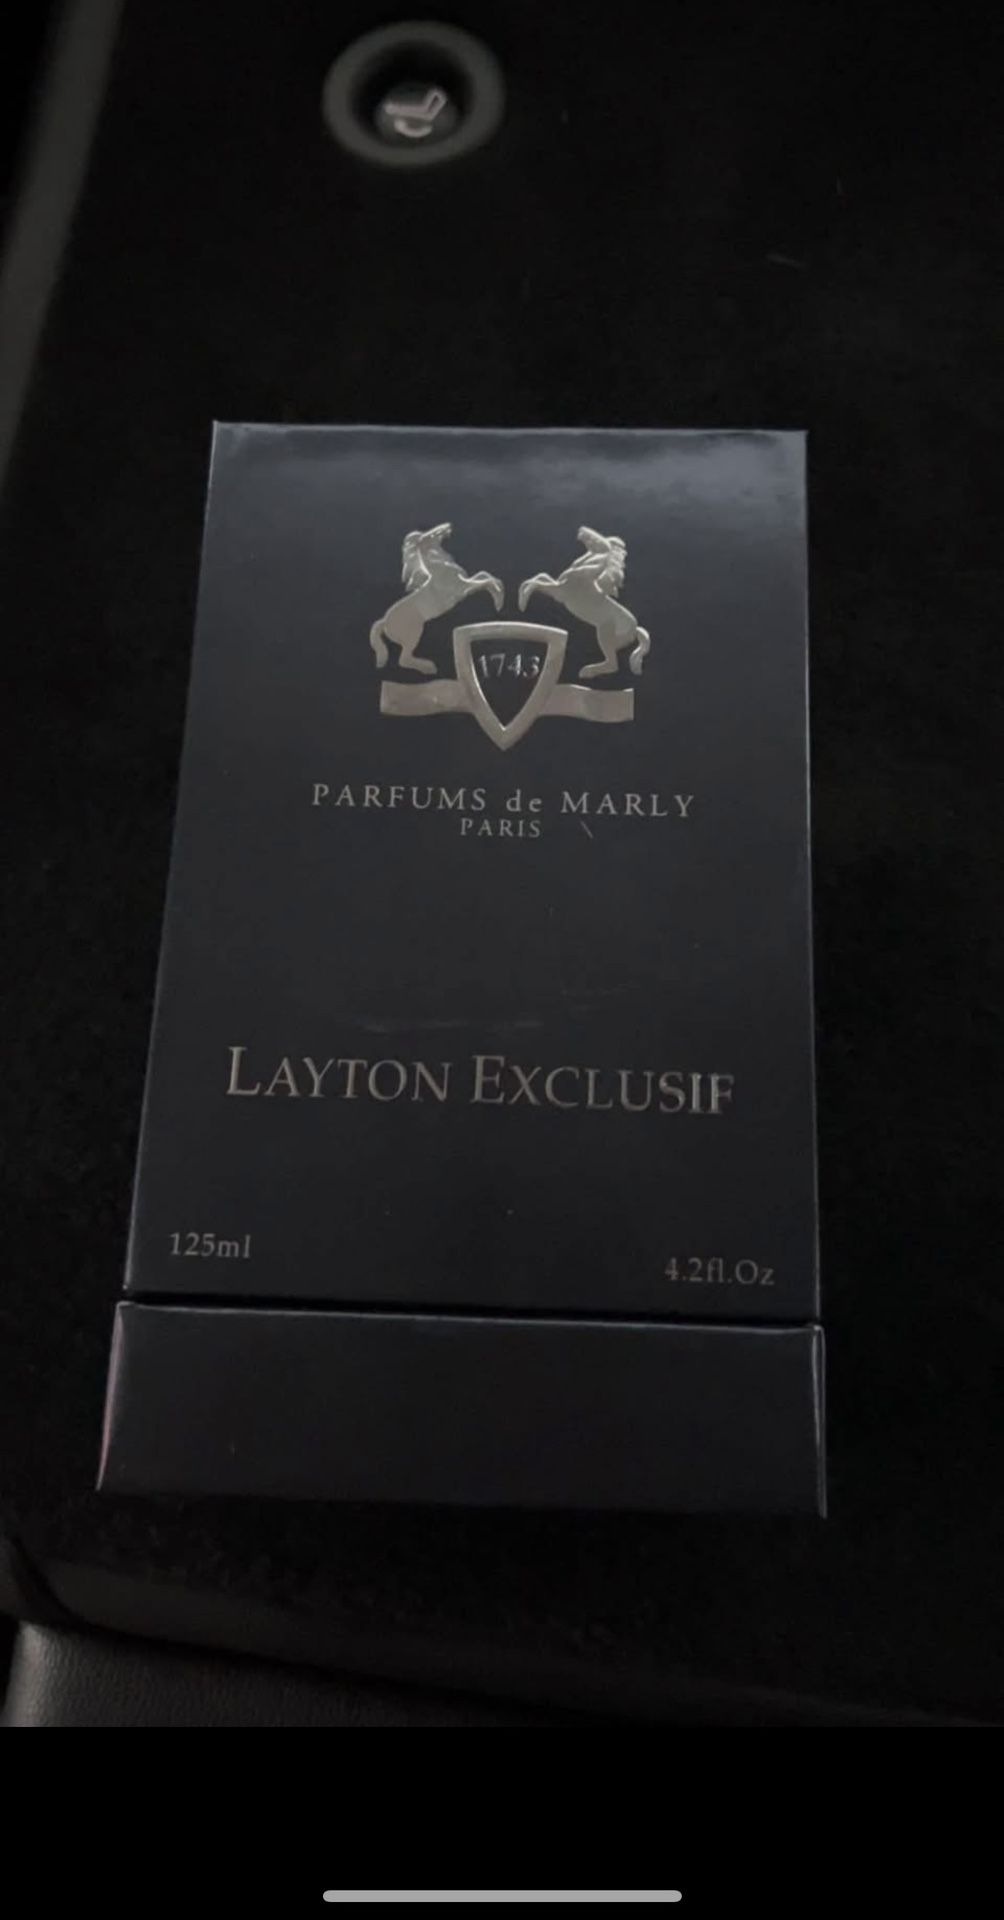 1743
PARFUMS de MARLY
PARIS
LAYTON EXCLUSIF
125ml
4.2fl.Oz